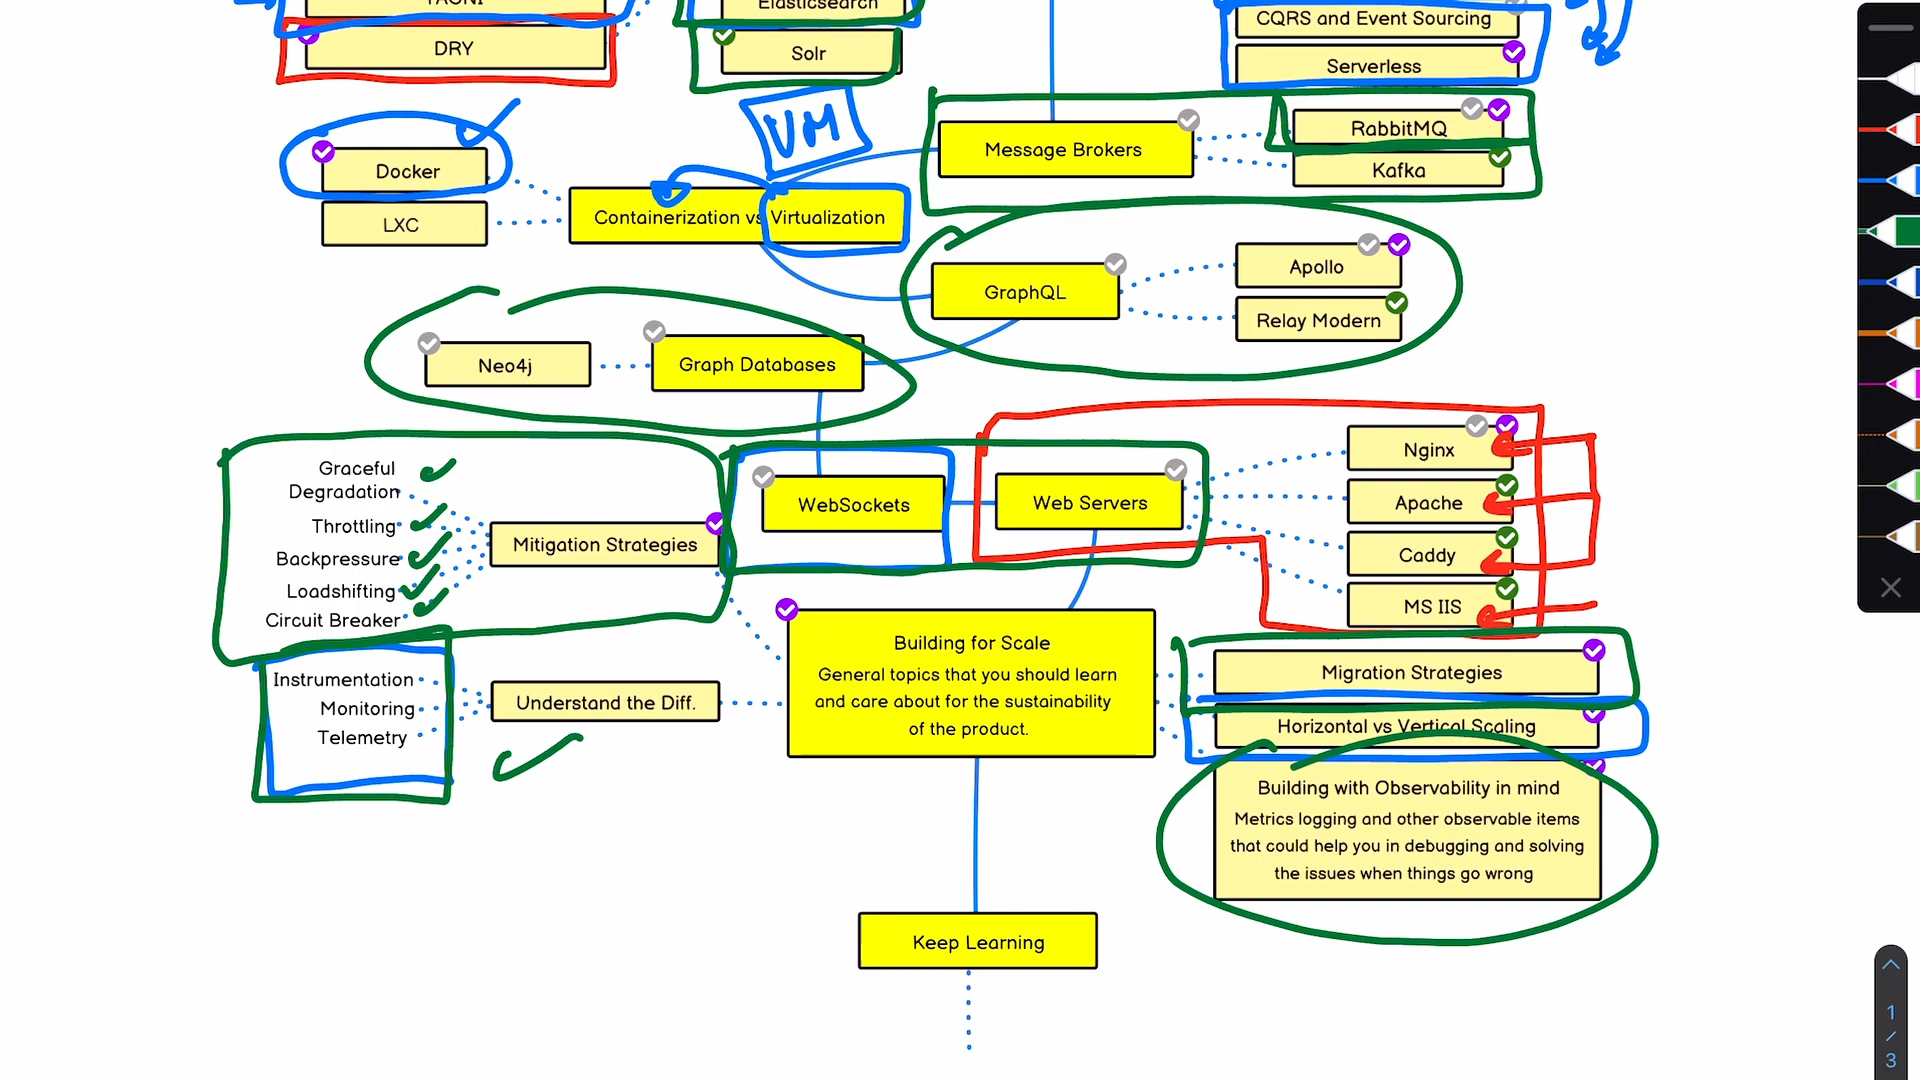 YAGNI
DRY
Elasticsearch
Solr
CQRS and Event Sourcing
Serverless
VM
Message Brokers
RabbitMQ
Kafka
Docker
LXC
Containerization vs Virtualization
GraphQL
Apollo
Relay Modern
Neo4j
Graph Databases
Graceful
Degradation
Throttling
Backpressure
Loadshifting
Circuit Breaker
Mitigation Strategies
WebSockets
Web Servers
Nginx
Apache
Caddy
MS IIS
Instrumentation
Monitoring
Telemetry
Understand the Diff.
Building for Scale
General topics that you should learn
and care about for the sustainability
of the product.
Migration Strategies
Horizontal vs Vertical Scaling
Building with Observability in mind
Metrics logging and other observable items
that could help you in debugging and solving
the issues when things go wrong
Keep Learning
1
/
3